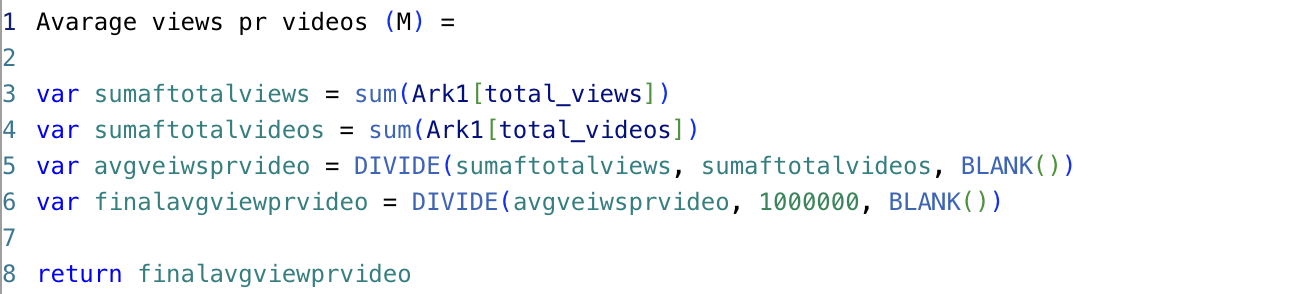 1 Avarage views pr videos (M) =
2
3 var sumaftotalviews = sum(Ark1[total_views])
4 var sumaftotalvideos = sum(Ark1[total_videos])
5 var avgveiwsprvideo = DIVIDE(sumaftotalviews, sumaftotalvideos, BLANK())
6 var finalavgviewprvideo = DIVIDE(avgveiwsprvideo, 1000000, BLANK())
7
8 return finalavgviewprvideo